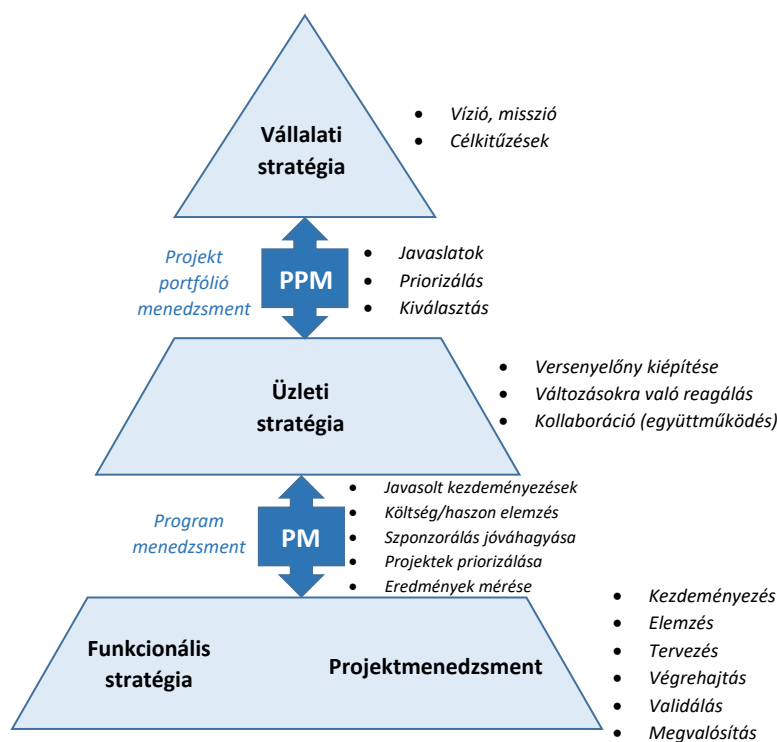 Vállalati
stratégia
• Vízió, misszió
• Célkitűzések
Projekt
portfólió
menedzsment
PPM
• Javaslatok
• Priorizálás
• Kiválasztás
Üzleti
stratégia
• Versenyelőny kiépítése
• Változásokra való reagálás
• Kollaboráció (együttműködés)
Program
menedzsment
PM
• Javasolt kezdeményezések
• Költség/haszon elemzés
• Szponzorálás jóváhagyása
• Projektek priorizálása
• Eredmények mérése
Funkcionális
stratégia
Projektmenedzsment
• Kezdeményezés
• Elemzés
• Tervezés
• Végrehajtás
• Validálás
• Megvalósítás